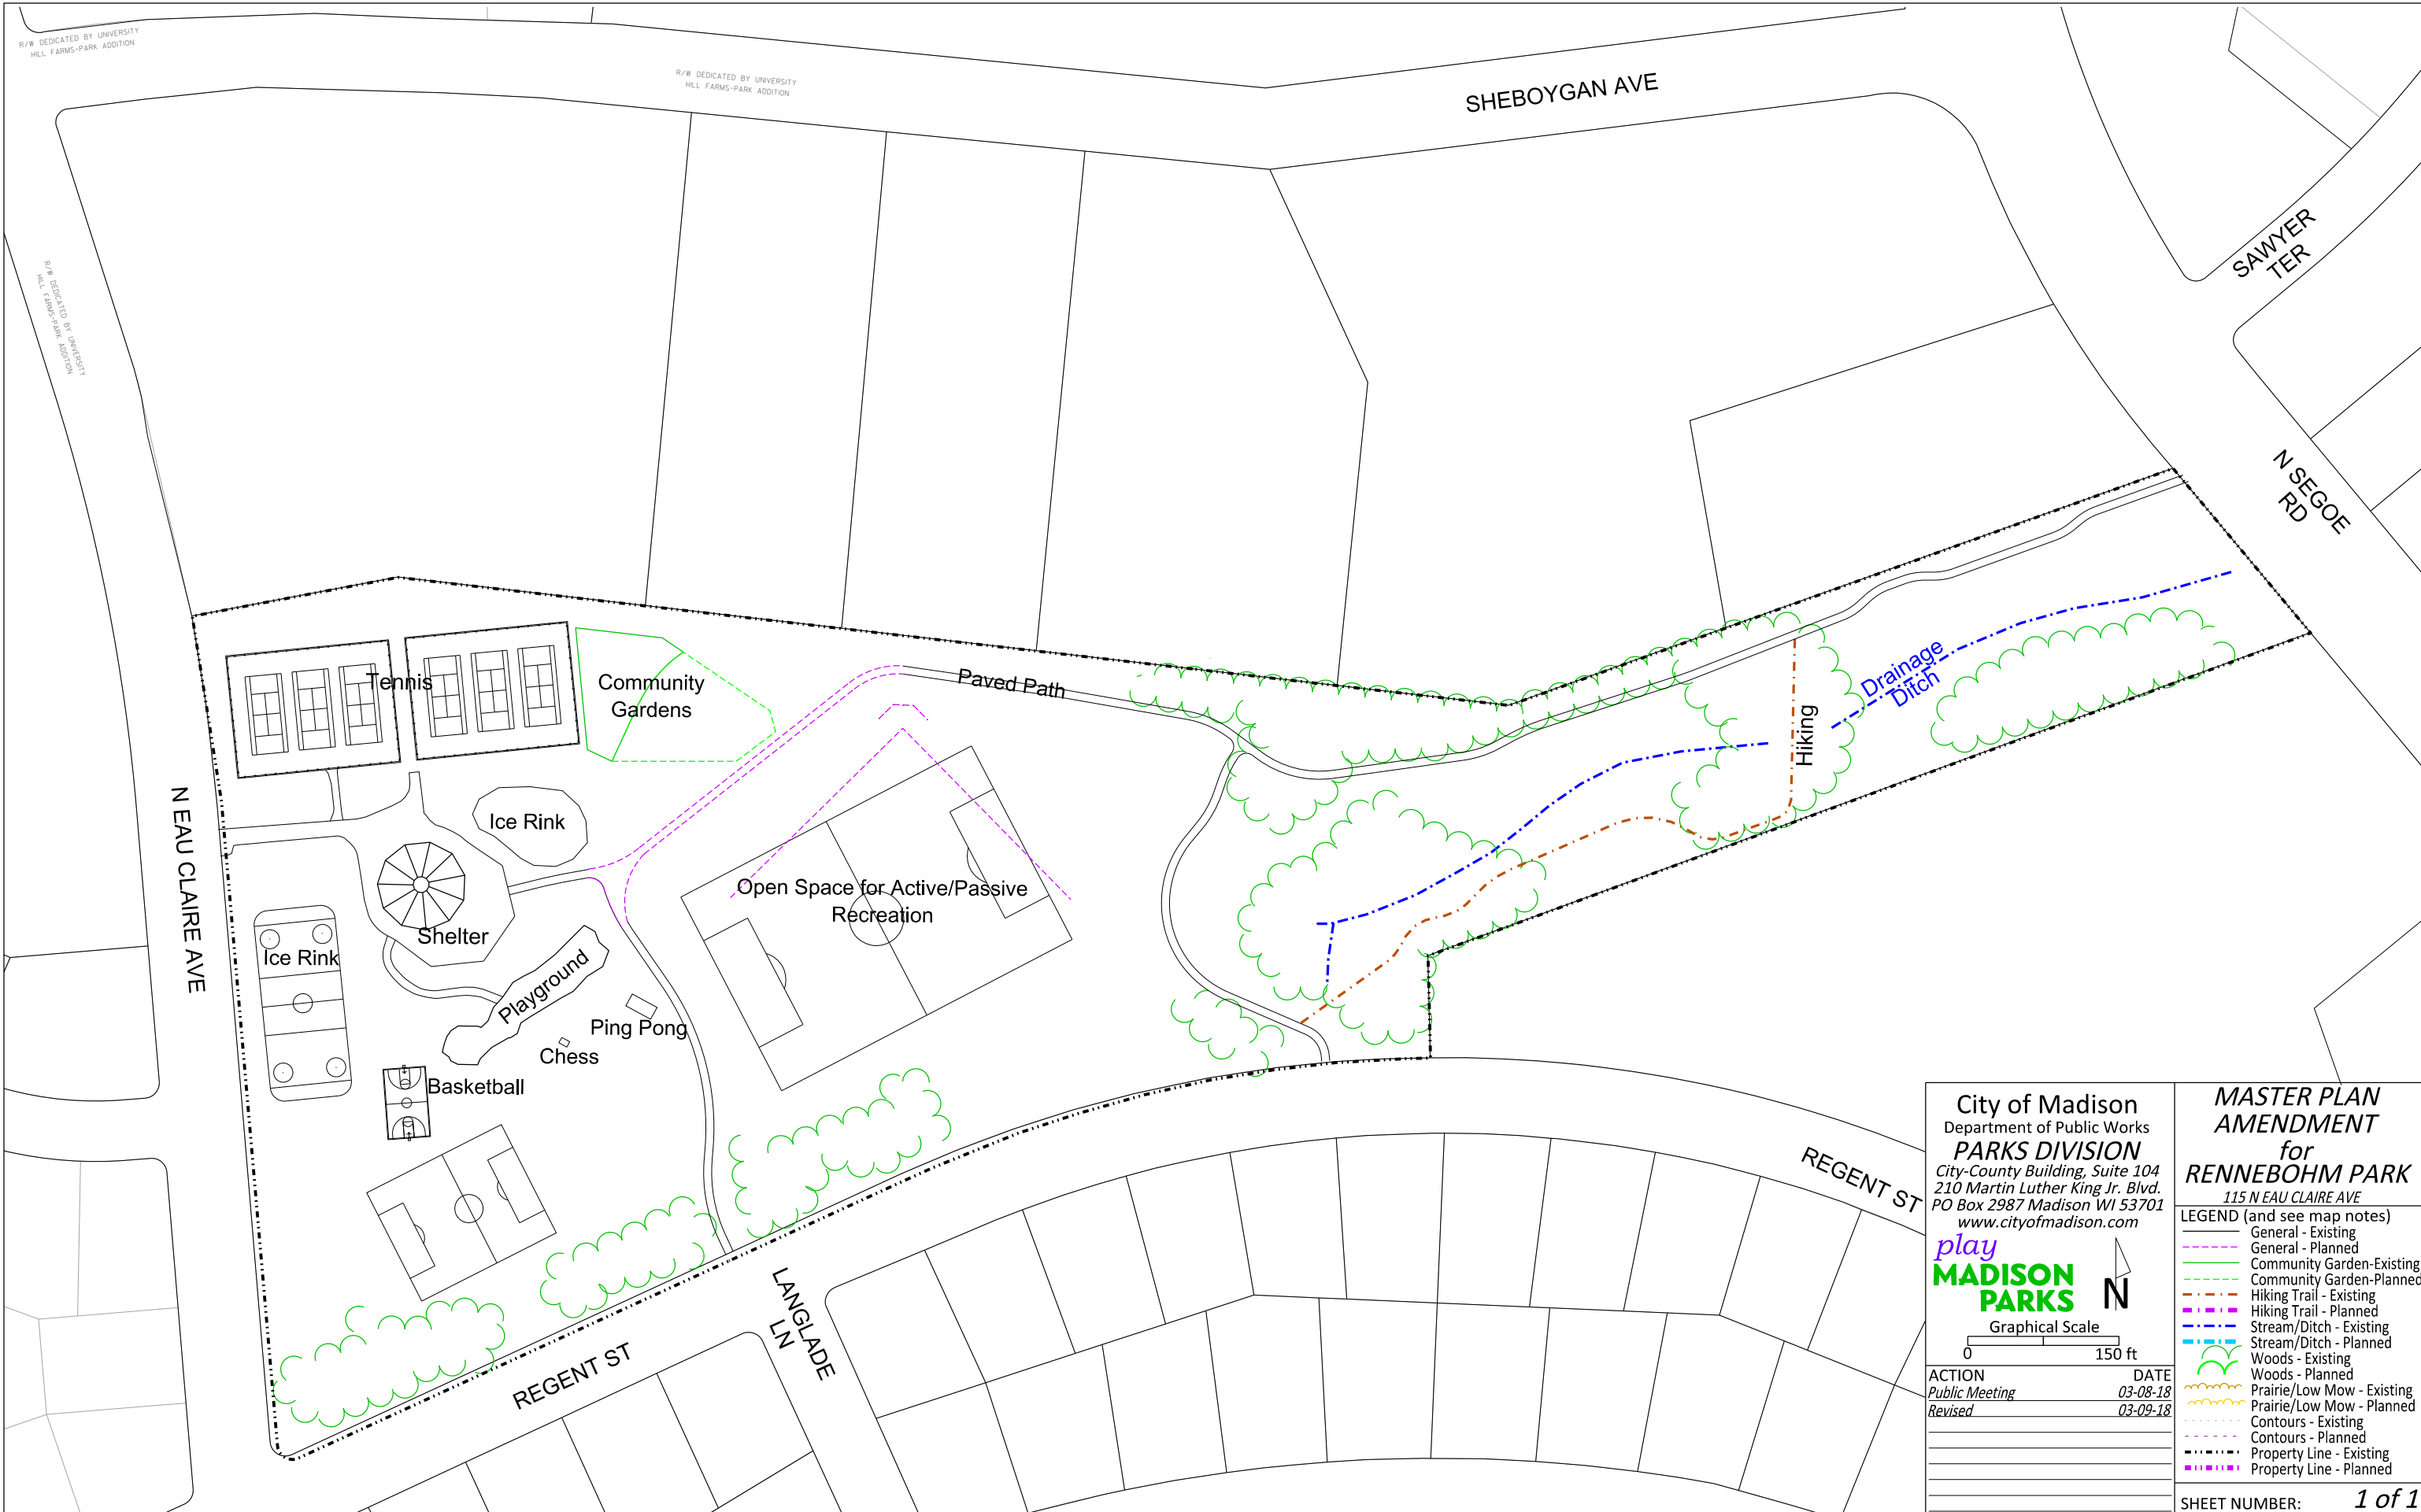 R/W DEDICATED BY UNIVERSITY
HILL FARMS-PARK ADDITION
R/W DEDICATED BY UNIVERSITY
HILL FARMS-PARK ADDITION
SHEBOYGAN AVE
R/W DEDICATED BY UNIVERSITY
HILL FARMS-PARK ADDITION
SAWYER
TER
N SEGOE
RD
Tennis
Community
Gardens
Paved Path
Drainage
Ditch
Hiking
N EAU CLAIRE AVE
Ice Rink
Open Space for Active/Passive
Recreation
Shelter
Ice Rink
Playground
Ping Pong
Chess
Basketball
REGENT ST
LANGLADE
LN
REGENT ST
City of Madison
Department of Public Works
PARKS DIVISION
City-County Building, Suite 104
210 Martin Luther King Jr. Blvd.
PO Box 2987 Madison WI 53701
www.cityofmadison.com
play
MADISON
PARKS
N
Graphical Scale
0 150 ft
ACTION DATE
Public Meeting 03-08-18
Revised 03-09-18
MASTER PLAN
AMENDMENT
for
RENNEBOHM PARK
115 N EAU CLAIRE AVE
LEGEND (and see map notes)
General - Existing
General - Planned
Community Garden-Existing
Community Garden-Planned
Hiking Trail - Existing
Hiking Trail - Planned
Stream/Ditch - Existing
Stream/Ditch - Planned
Woods - Existing
Woods - Planned
Prairie/Low Mow - Existing
Prairie/Low Mow - Planned
Contours - Existing
Contours - Planned
Property Line - Existing
Property Line - Planned
SHEET NUMBER: 1 of 1